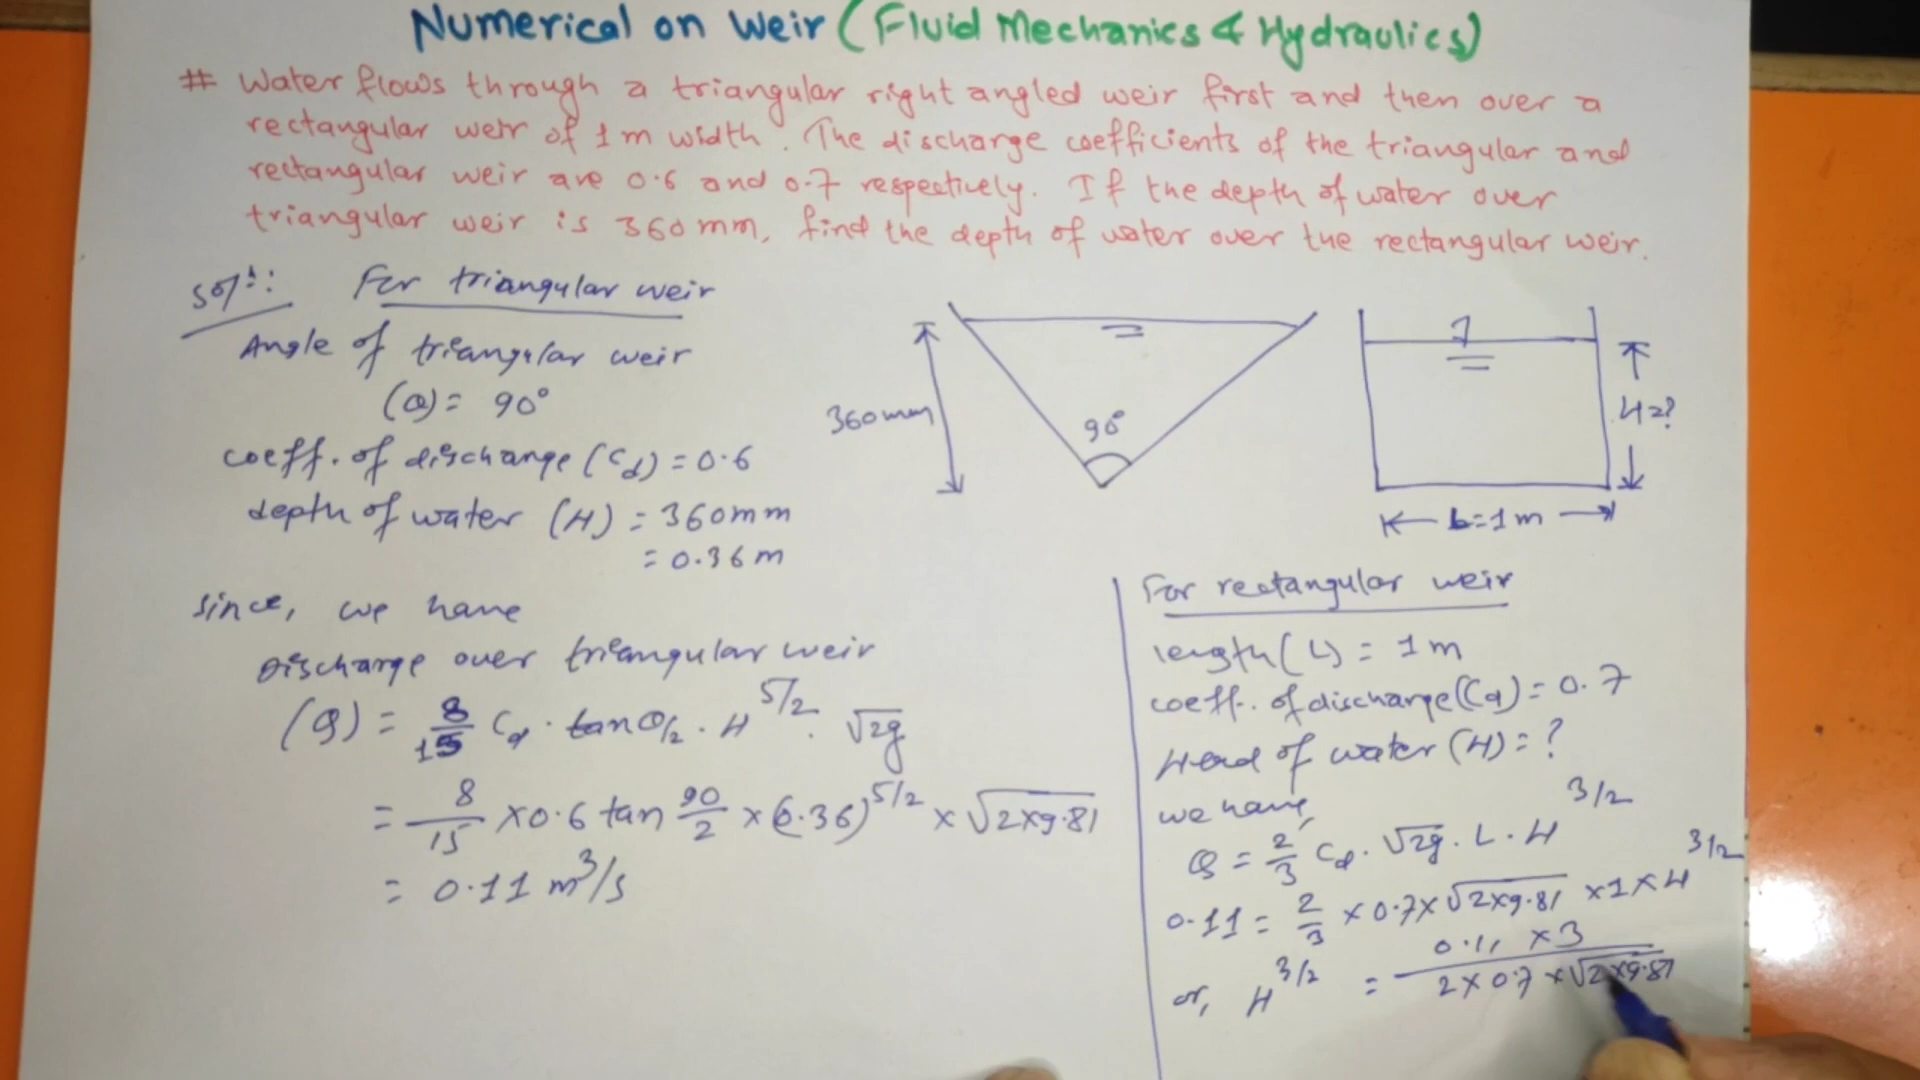 Numerical on Weir (Fluid Mechanics & Hydraulics)
# Water flows through a triangular right angled weir first and then over a
rectangular weir of 1 m width. The discharge coefficients of the triangular and
rectangular weir are 0.6 and 0.7 respectively. If the depth of water over
triangular weir is 360 mm, find the depth of water over the rectangular weir.
Solⁿ: For triangular weir
Angle of triangular weir
(θ) = 90°
coeff. of discharge (Cd) = 0.6
depth of water (H) = 360mm
= 0.36 m
since, we have
Discharge over triangular weir
(Q) = 8/15 Cd · tan θ/2 · H^5/2 · √2g
= 8/15 × 0.6 tan 90/2 × (0.36)^5/2 × √2×9.81
= 0.11 m³/s
360mm
90°
H=?
b=1m
For rectangular weir
length (L) = 1m
coeff. of discharge (Cd) = 0.7
Head of water (H) = ?
we have,
Q = 2/3 Cd · √2g · L · H^3/2
0.11 = 2/3 × 0.7 × √2×9.81 × 1 × H^3/2
or, H^3/2 = 0.11 × 3 / 2 × 0.7 × √2×9.81